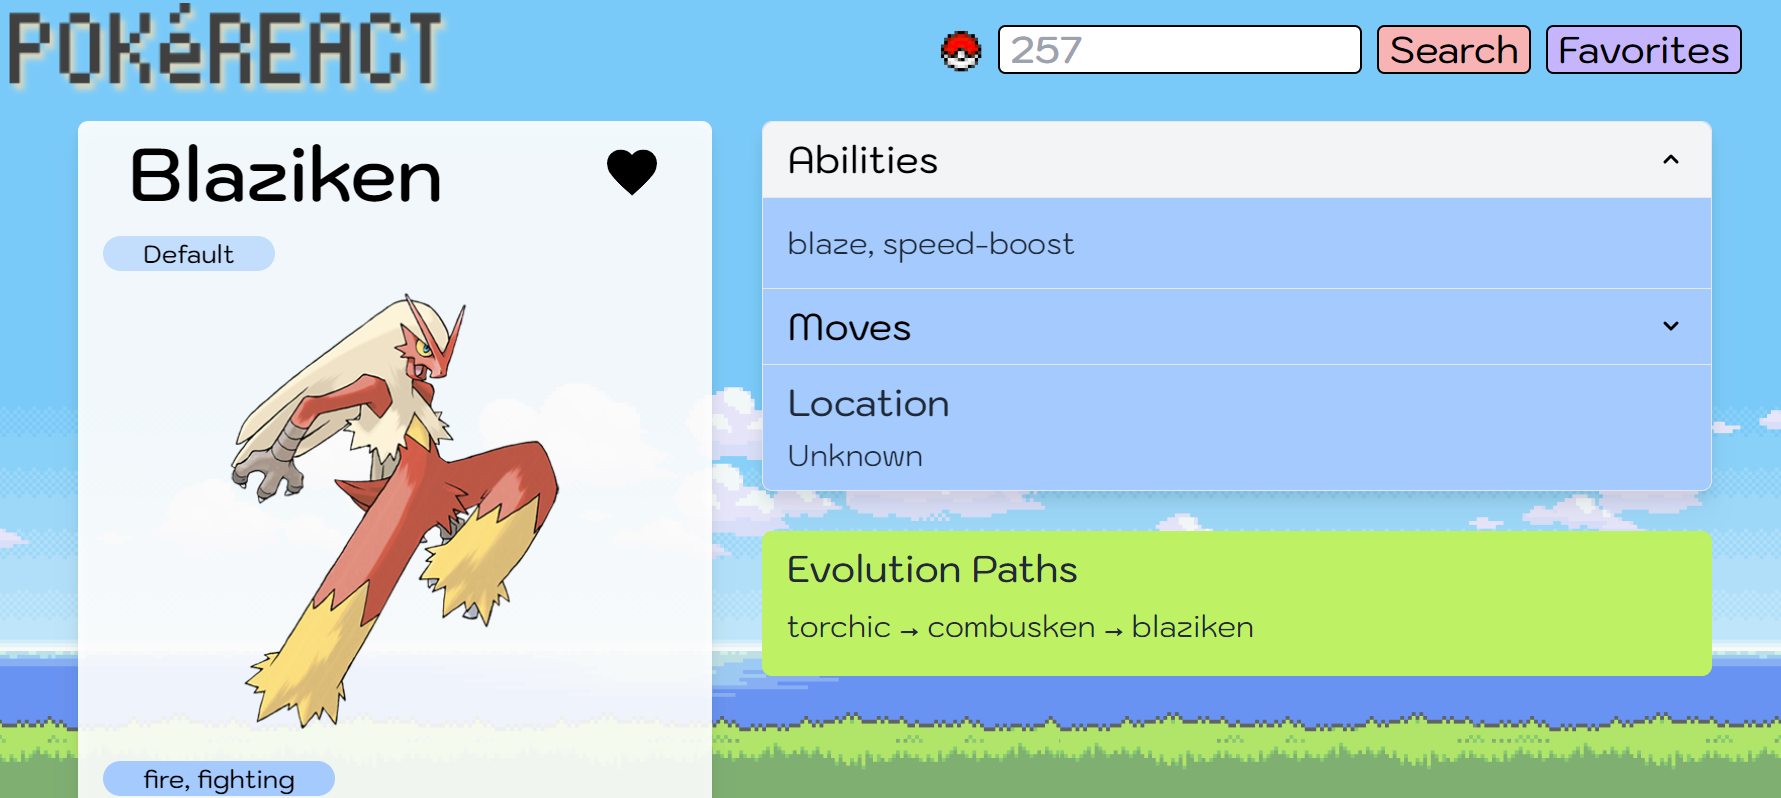 POKéREACT
257
Search
Favorites
Blaziken
Default
fire, fighting
Abilities
blaze, speed-boost
Moves
Location
Unknown
Evolution Paths
torchic → combusken → blaziken